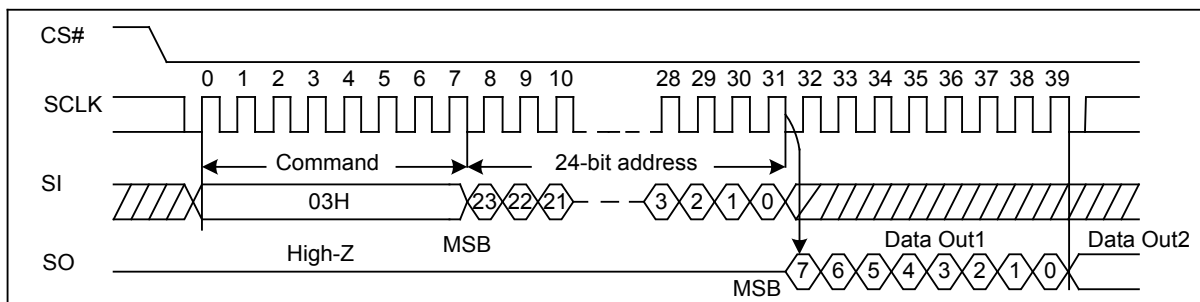 CS#
0 1 2 3 4 5 6 7 8 9 10 28 29 30 31 32 33 34 35 36 37 38 39
SCLK
Command 24-bit address
SI 03H 23 22 21 3 2 1 0
High-Z MSB Data Out1 Data Out2
SO 7 6 5 4 3 2 1 0
MSB